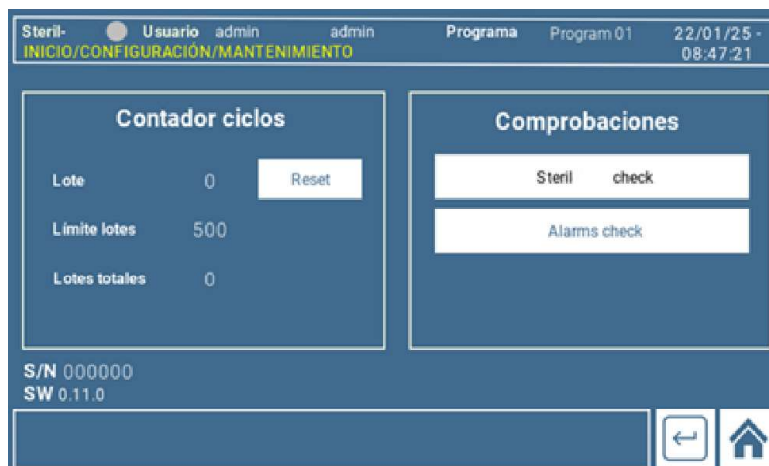 Steril- Usuario admin admin Programa Program 01 22/01/25 -
INICIO/CONFIGURACIÓN/MANTENIMIENTO 08:47:21
Contador ciclos
Lote 0 Reset
Límite lotes 500
Lotes totales 0
Comprobaciones
Steril check
Alarms check
S/N 000000
SW 0.11.0